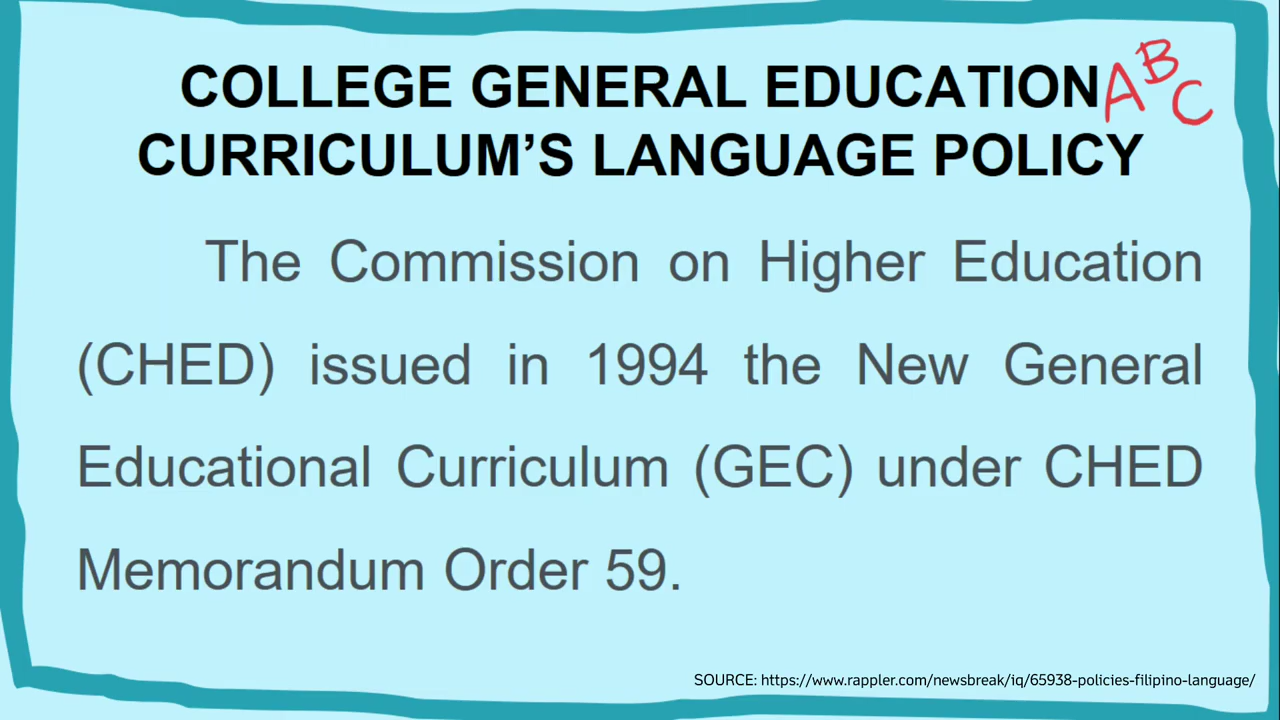 COLLEGE GENERAL EDUCATION
ABC
CURRICULUM’S LANGUAGE POLICY
The Commission on Higher Education
(CHED) issued in 1994 the New General
Educational Curriculum (GEC) under CHED
Memorandum Order 59.
SOURCE: https://www.rappler.com/newsbreak/iq/65938-policies-filipino-language/